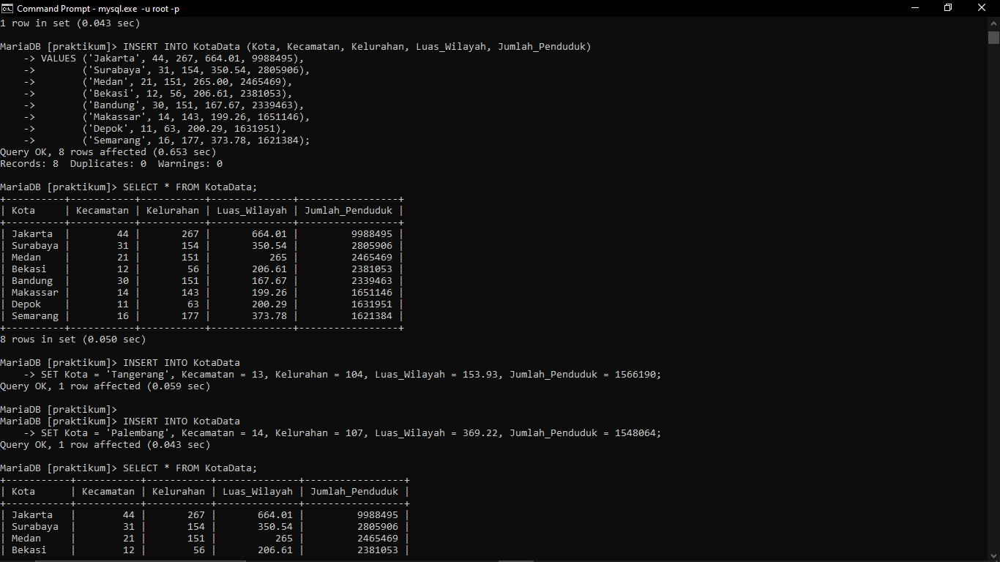 Command Prompt - mysql.exe -u root -p
1 row in set (0.043 sec)
MariaDB [praktikum]> INSERT INTO KotaData (Kota, Kecamatan, Kelurahan, Luas_Wilayah, Jumlah_Penduduk)
    -> VALUES ('Jakarta', 44, 267, 664.01, 9988495),
    ->        ('Surabaya', 31, 154, 350.54, 2805906),
    ->        ('Medan', 21, 151, 265.00, 2465469),
    ->        ('Bekasi', 12, 56, 206.61, 2381053),
    ->        ('Bandung', 30, 151, 167.67, 2339463),
    ->        ('Makassar', 14, 143, 199.26, 1651146),
    ->        ('Depok', 11, 63, 200.29, 1631951),
    ->        ('Semarang', 16, 177, 373.78, 1621384);
Query OK, 8 rows affected (0.653 sec)
Records: 8  Duplicates: 0  Warnings: 0
MariaDB [praktikum]> SELECT * FROM KotaData;
+----------+-----------+-----------+--------------+-----------------+
| Kota     | Kecamatan | Kelurahan | Luas_Wilayah | Jumlah_Penduduk |
+----------+-----------+-----------+--------------+-----------------+
| Jakarta  |        44 |       267 |       664.01 |         9988495 |
| Surabaya |        31 |       154 |       350.54 |         2805906 |
| Medan    |        21 |       151 |          265 |         2465469 |
| Bekasi   |        12 |        56 |       206.61 |         2381053 |
| Bandung  |        30 |       151 |       167.67 |         2339463 |
| Makassar |        14 |       143 |       199.26 |         1651146 |
| Depok    |        11 |        63 |       200.29 |         1631951 |
| Semarang |        16 |       177 |       373.78 |         1621384 |
+----------+-----------+-----------+--------------+-----------------+
8 rows in set (0.050 sec)
MariaDB [praktikum]> INSERT INTO KotaData
    -> SET Kota = 'Tangerang', Kecamatan = 13, Kelurahan = 104, Luas_Wilayah = 153.93, Jumlah_Penduduk = 1566190;
Query OK, 1 row affected (0.059 sec)
MariaDB [praktikum]>
MariaDB [praktikum]> INSERT INTO KotaData
    -> SET Kota = 'Palembang', Kecamatan = 14, Kelurahan = 107, Luas_Wilayah = 369.22, Jumlah_Penduduk = 1548064;
Query OK, 1 row affected (0.043 sec)
MariaDB [praktikum]> SELECT * FROM KotaData;
+-----------+-----------+-----------+--------------+-----------------+
| Kota      | Kecamatan | Kelurahan | Luas_Wilayah | Jumlah_Penduduk |
+-----------+-----------+-----------+--------------+-----------------+
| Jakarta   |        44 |       267 |       664.01 |         9988495 |
| Surabaya  |        31 |       154 |       350.54 |         2805906 |
| Medan     |        21 |       151 |          265 |         2465469 |
| Bekasi    |        12 |        56 |       206.61 |         2381053 |